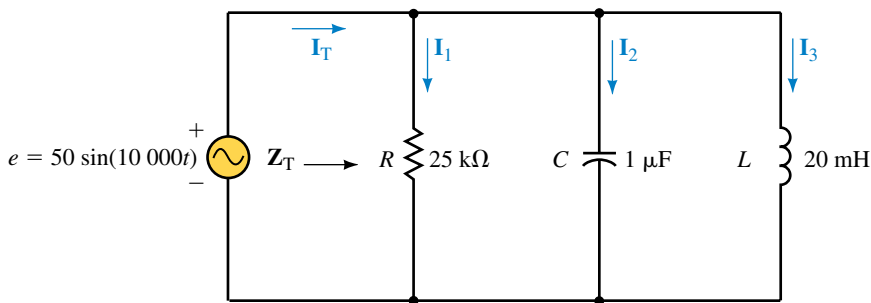 I_T
I_1
I_2
I_3
+
e = 50 sin(10 000t)
−
Z_T
R
25 kΩ
C
1 μF
L
20 mH